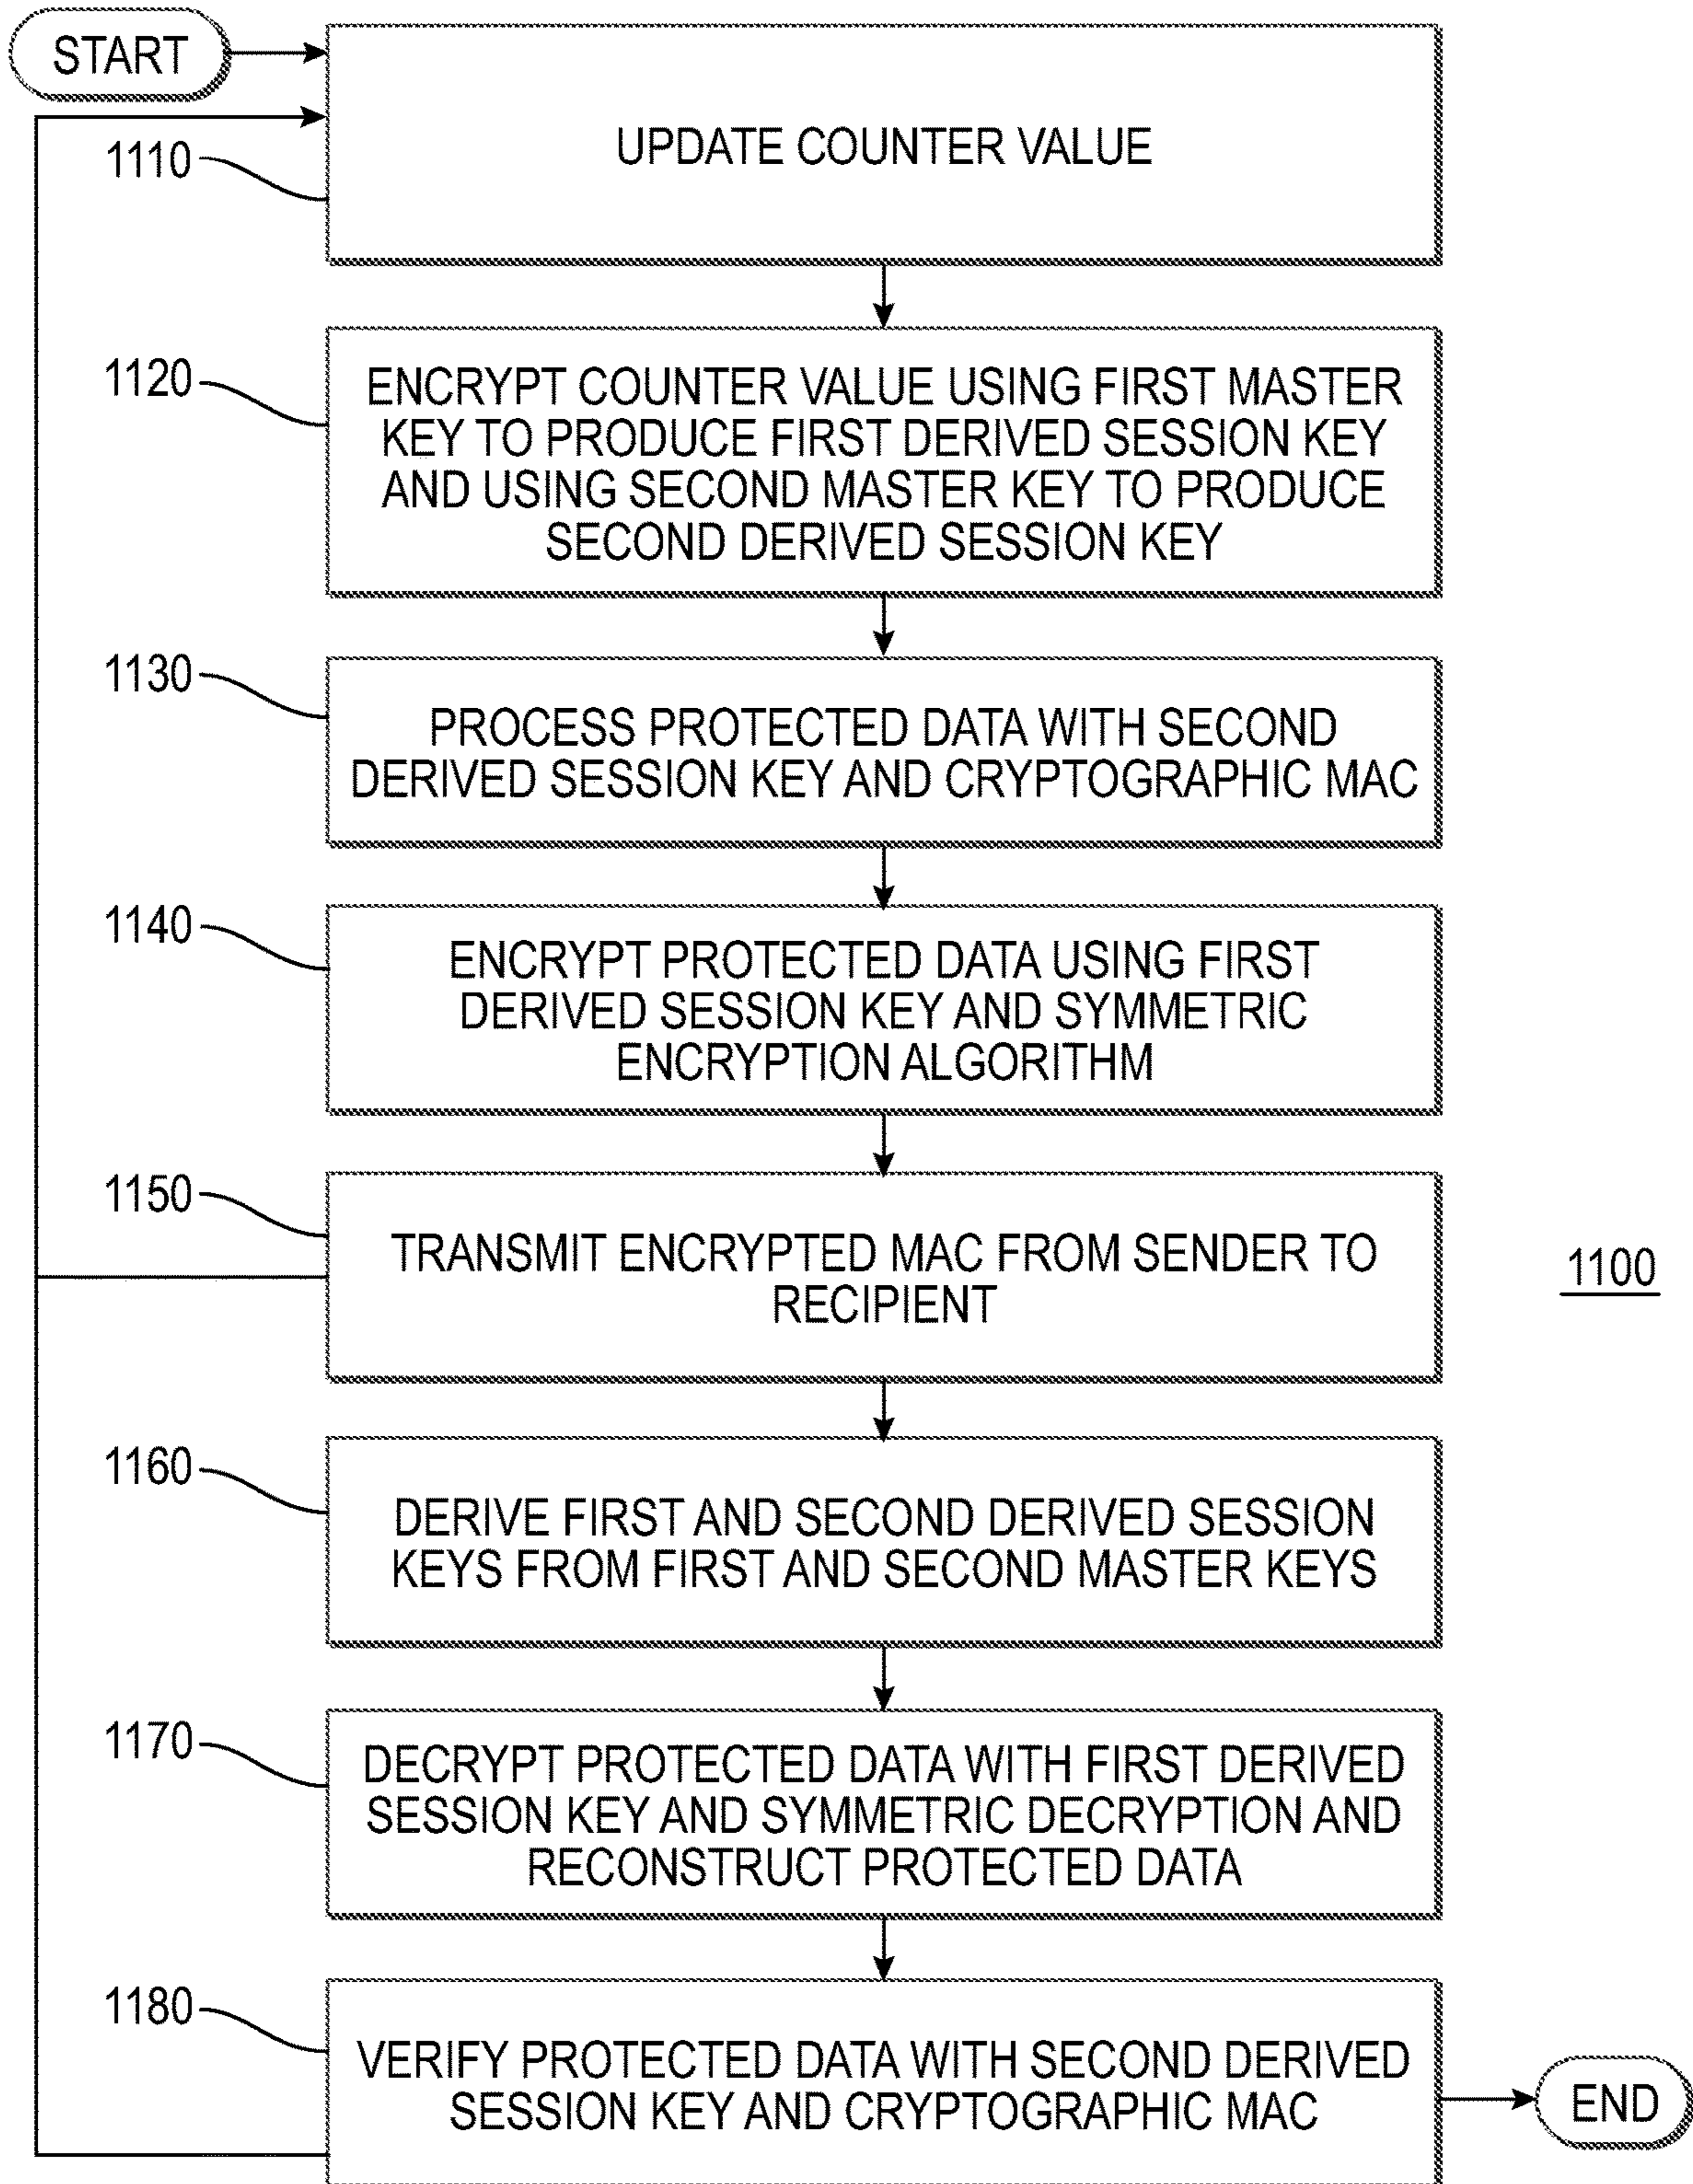 START
UPDATE COUNTER VALUE
1110
1120
ENCRYPT COUNTER VALUE USING FIRST MASTER
KEY TO PRODUCE FIRST DERIVED SESSION KEY
AND USING SECOND MASTER KEY TO PRODUCE
SECOND DERIVED SESSION KEY
1130
PROCESS PROTECTED DATA WITH SECOND
DERIVED SESSION KEY AND CRYPTOGRAPHIC MAC
1140
ENCRYPT PROTECTED DATA USING FIRST
DERIVED SESSION KEY AND SYMMETRIC
ENCRYPTION ALGORITHM
1150
TRANSMIT ENCRYPTED MAC FROM SENDER TO
RECIPIENT
1100
1160
DERIVE FIRST AND SECOND DERIVED SESSION
KEYS FROM FIRST AND SECOND MASTER KEYS
1170
DECRYPT PROTECTED DATA WITH FIRST DERIVED
SESSION KEY AND SYMMETRIC DECRYPTION AND
RECONSTRUCT PROTECTED DATA
1180
VERIFY PROTECTED DATA WITH SECOND DERIVED
SESSION KEY AND CRYPTOGRAPHIC MAC
END